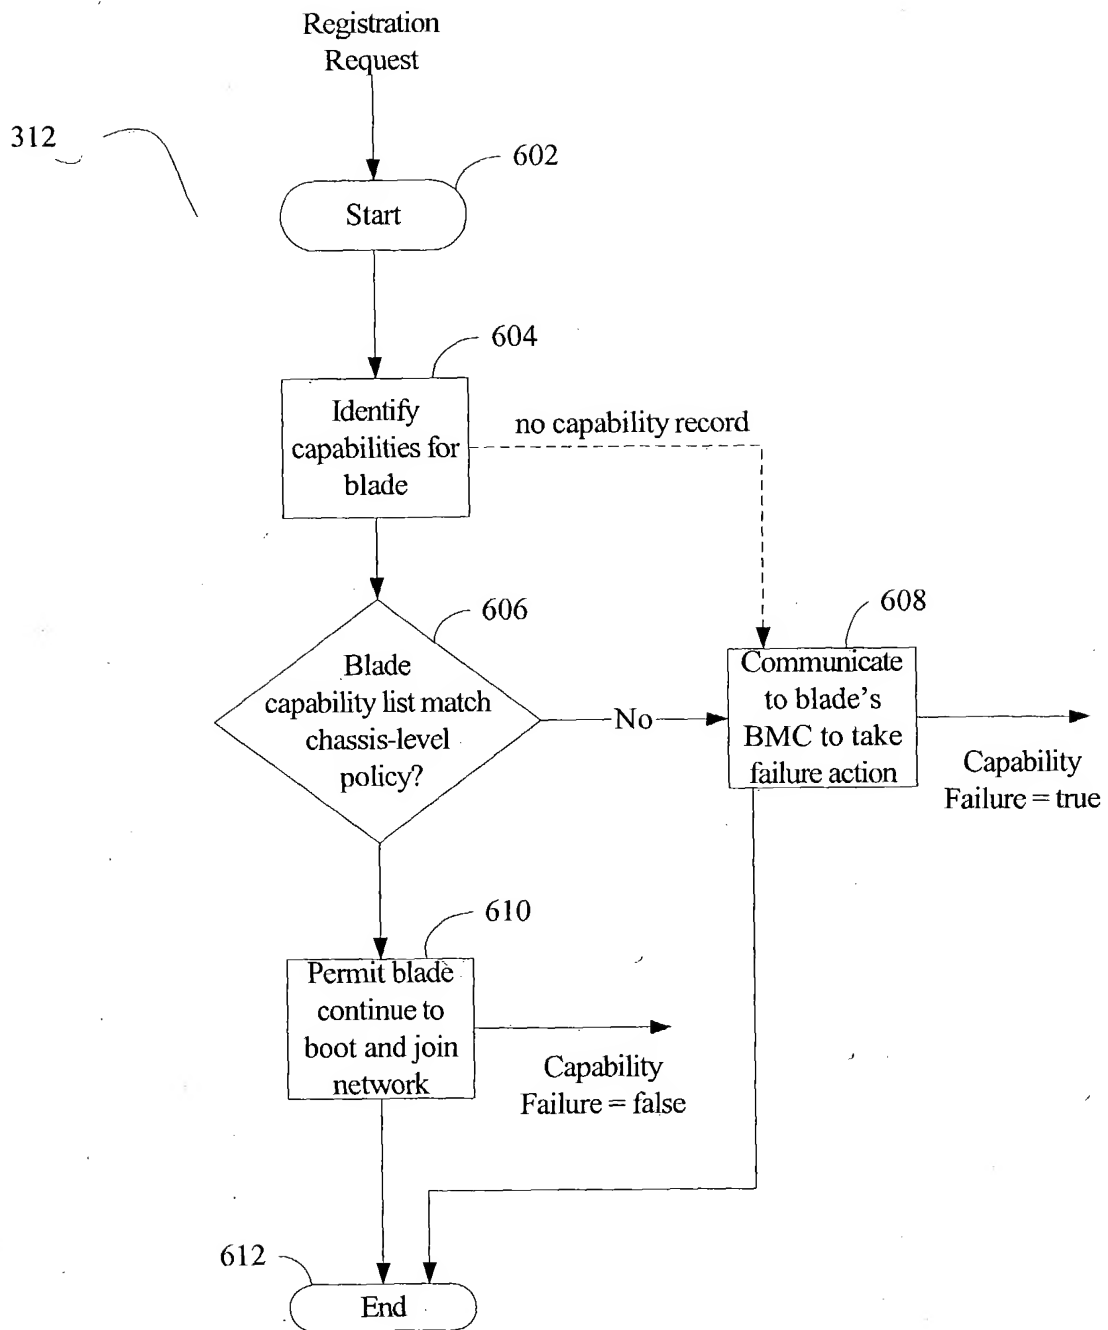 Registration
Request
312
602
Start
604
Identify
capabilities for
blade
no capability record
606
608
Blade
capability list match
chassis-level
policy?
No
Communicate
to blade's
BMC to take
failure action
Capability
Failure = true
610
Permit blade
continue to
boot and join
network
Capability
Failure = false
612
End